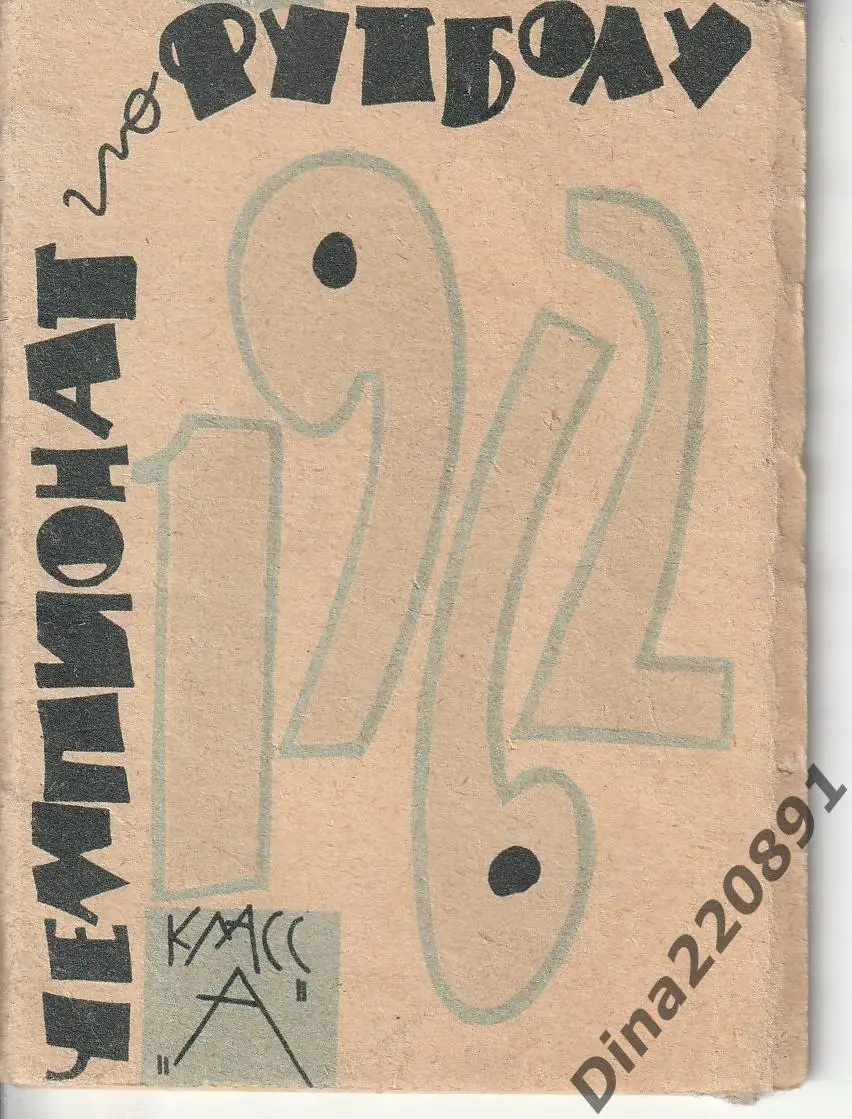 ЧЕМПИОНАТ
по
ФУТБОЛУ
1962
КЛАСС
"А"
Dina220891